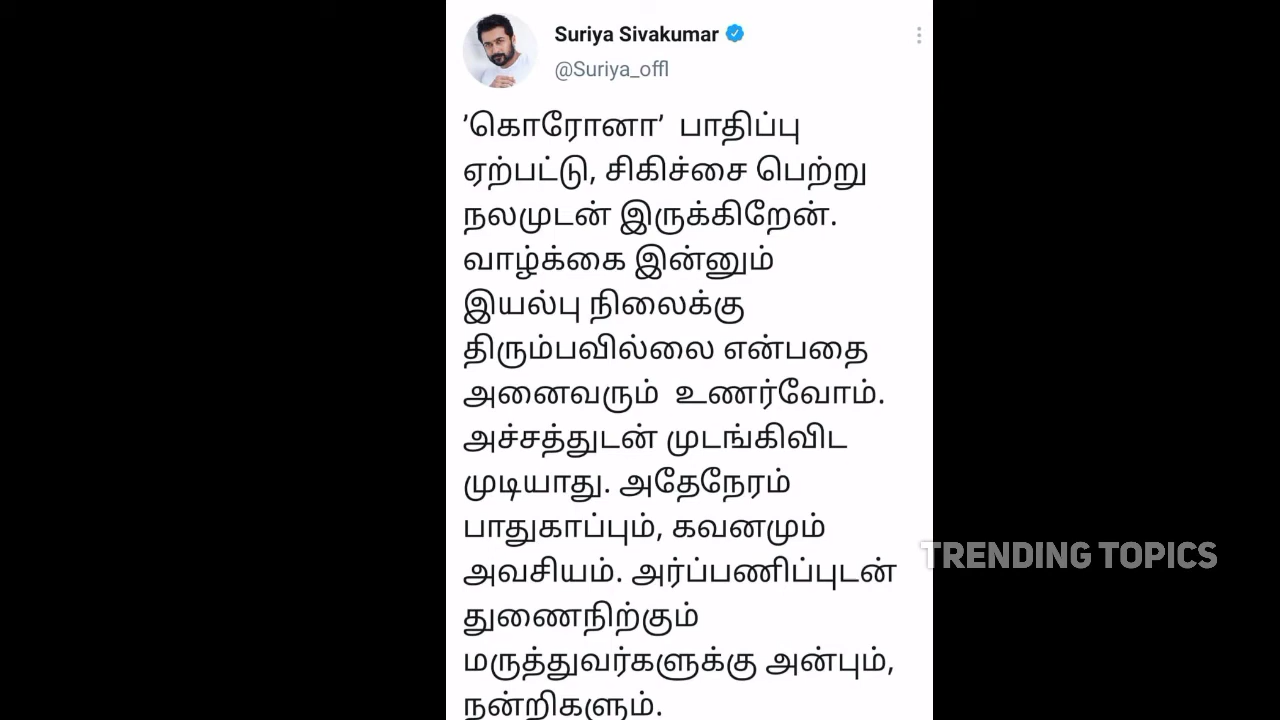 Suriya Sivakumar
@Suriya_offl
’கொரோனா’ பாதிப்பு
ஏற்பட்டு, சிகிச்சை பெற்று
நலமுடன் இருக்கிறேன்.
வாழ்க்கை இன்னும்
இயல்பு நிலைக்கு
திரும்பவில்லை என்பதை
அனைவரும் உணர்வோம்.
அச்சத்துடன் முடங்கிவிட
முடியாது. அதேநேரம்
பாதுகாப்பும், கவனமும்
அவசியம். அர்ப்பணிப்புடன்
துணைநிற்கும்
மருத்துவர்களுக்கு அன்பும்,
நன்றிகளும்.
TRENDING TOPICS